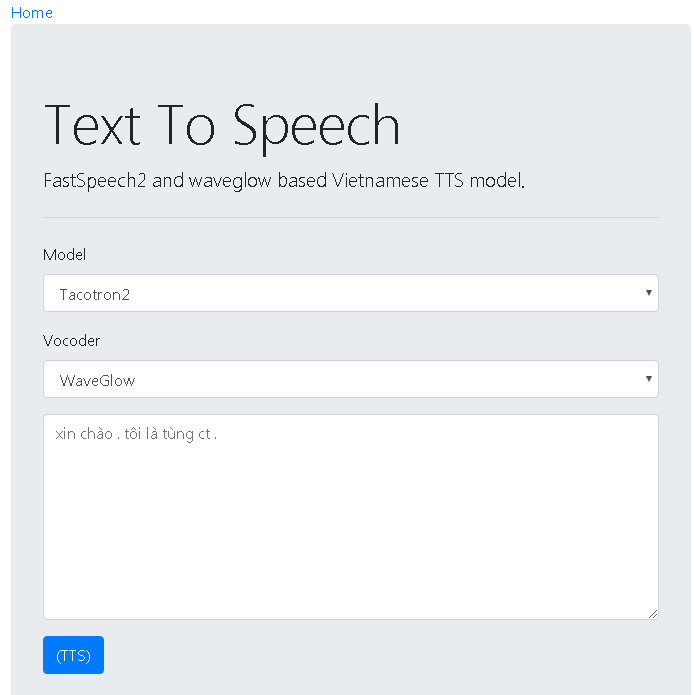 Home
Text To Speech
FastSpeech2 and waveglow based Vietnamese TTS model.
Model
Tacotron2
Vocoder
WaveGlow
xin chào . tôi là tùng ct .
(TTS)